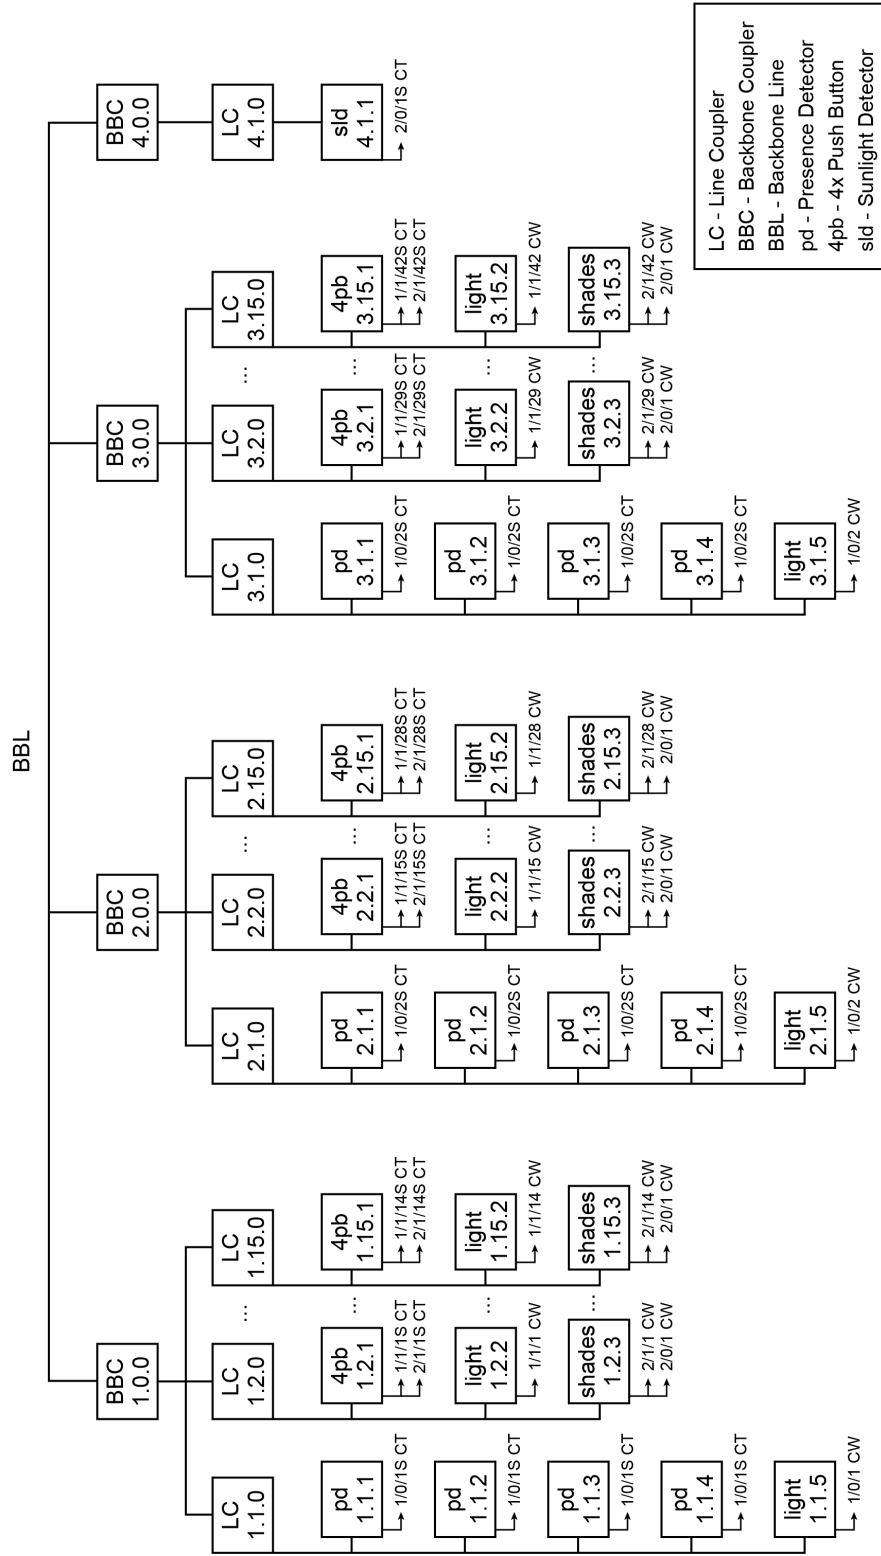 BBL
BBC
1.0.0
BBC
2.0.0
BBC
3.0.0
BBC
4.0.0
LC
1.1.0
LC
1.2.0
...
LC
1.15.0
LC
2.1.0
LC
2.2.0
...
LC
2.15.0
LC
3.1.0
LC
3.2.0
...
LC
3.15.0
LC
4.1.0
pd
1.1.1
1/0/1S CT
pd
1.1.2
1/0/1S CT
pd
1.1.3
1/0/1S CT
pd
1.1.4
1/0/1S CT
light
1.1.5
1/0/1 CW
4pb
1.2.1
1/1/1S CT
2/1/1S CT
light
1.2.2
1/1/1 CW
shades
1.2.3
2/1/1 CW
2/0/1 CW
...
...
...
4pb
1.15.1
1/1/14S CT
2/1/14S CT
light
1.15.2
1/1/14 CW
shades
1.15.3
2/1/14 CW
2/0/1 CW
pd
2.1.1
1/0/2S CT
pd
2.1.2
1/0/2S CT
pd
2.1.3
1/0/2S CT
pd
2.1.4
1/0/2S CT
light
2.1.5
1/0/2 CW
4pb
2.2.1
1/1/15S CT
2/1/15S CT
light
2.2.2
1/1/15 CW
shades
2.2.3
2/1/15 CW
2/0/1 CW
...
...
...
4pb
2.15.1
1/1/28S CT
2/1/28S CT
light
2.15.2
1/1/28 CW
shades
2.15.3
2/1/28 CW
2/0/1 CW
pd
3.1.1
1/0/2S CT
pd
3.1.2
1/0/2S CT
pd
3.1.3
1/0/2S CT
pd
3.1.4
1/0/2S CT
light
3.1.5
1/0/2 CW
4pb
3.2.1
1/1/29S CT
2/1/29S CT
light
3.2.2
1/1/29 CW
shades
3.2.3
2/1/29 CW
2/0/1 CW
...
...
...
4pb
3.15.1
1/1/42S CT
2/1/42S CT
light
3.15.2
1/1/42 CW
shades
3.15.3
2/1/42 CW
2/0/1 CW
sld
4.1.1
2/0/1S CT
LC - Line Coupler
BBC - Backbone Coupler
BBL - Backbone Line
pd - Presence Detector
4pb - 4x Push Button
sld - Sunlight Detector